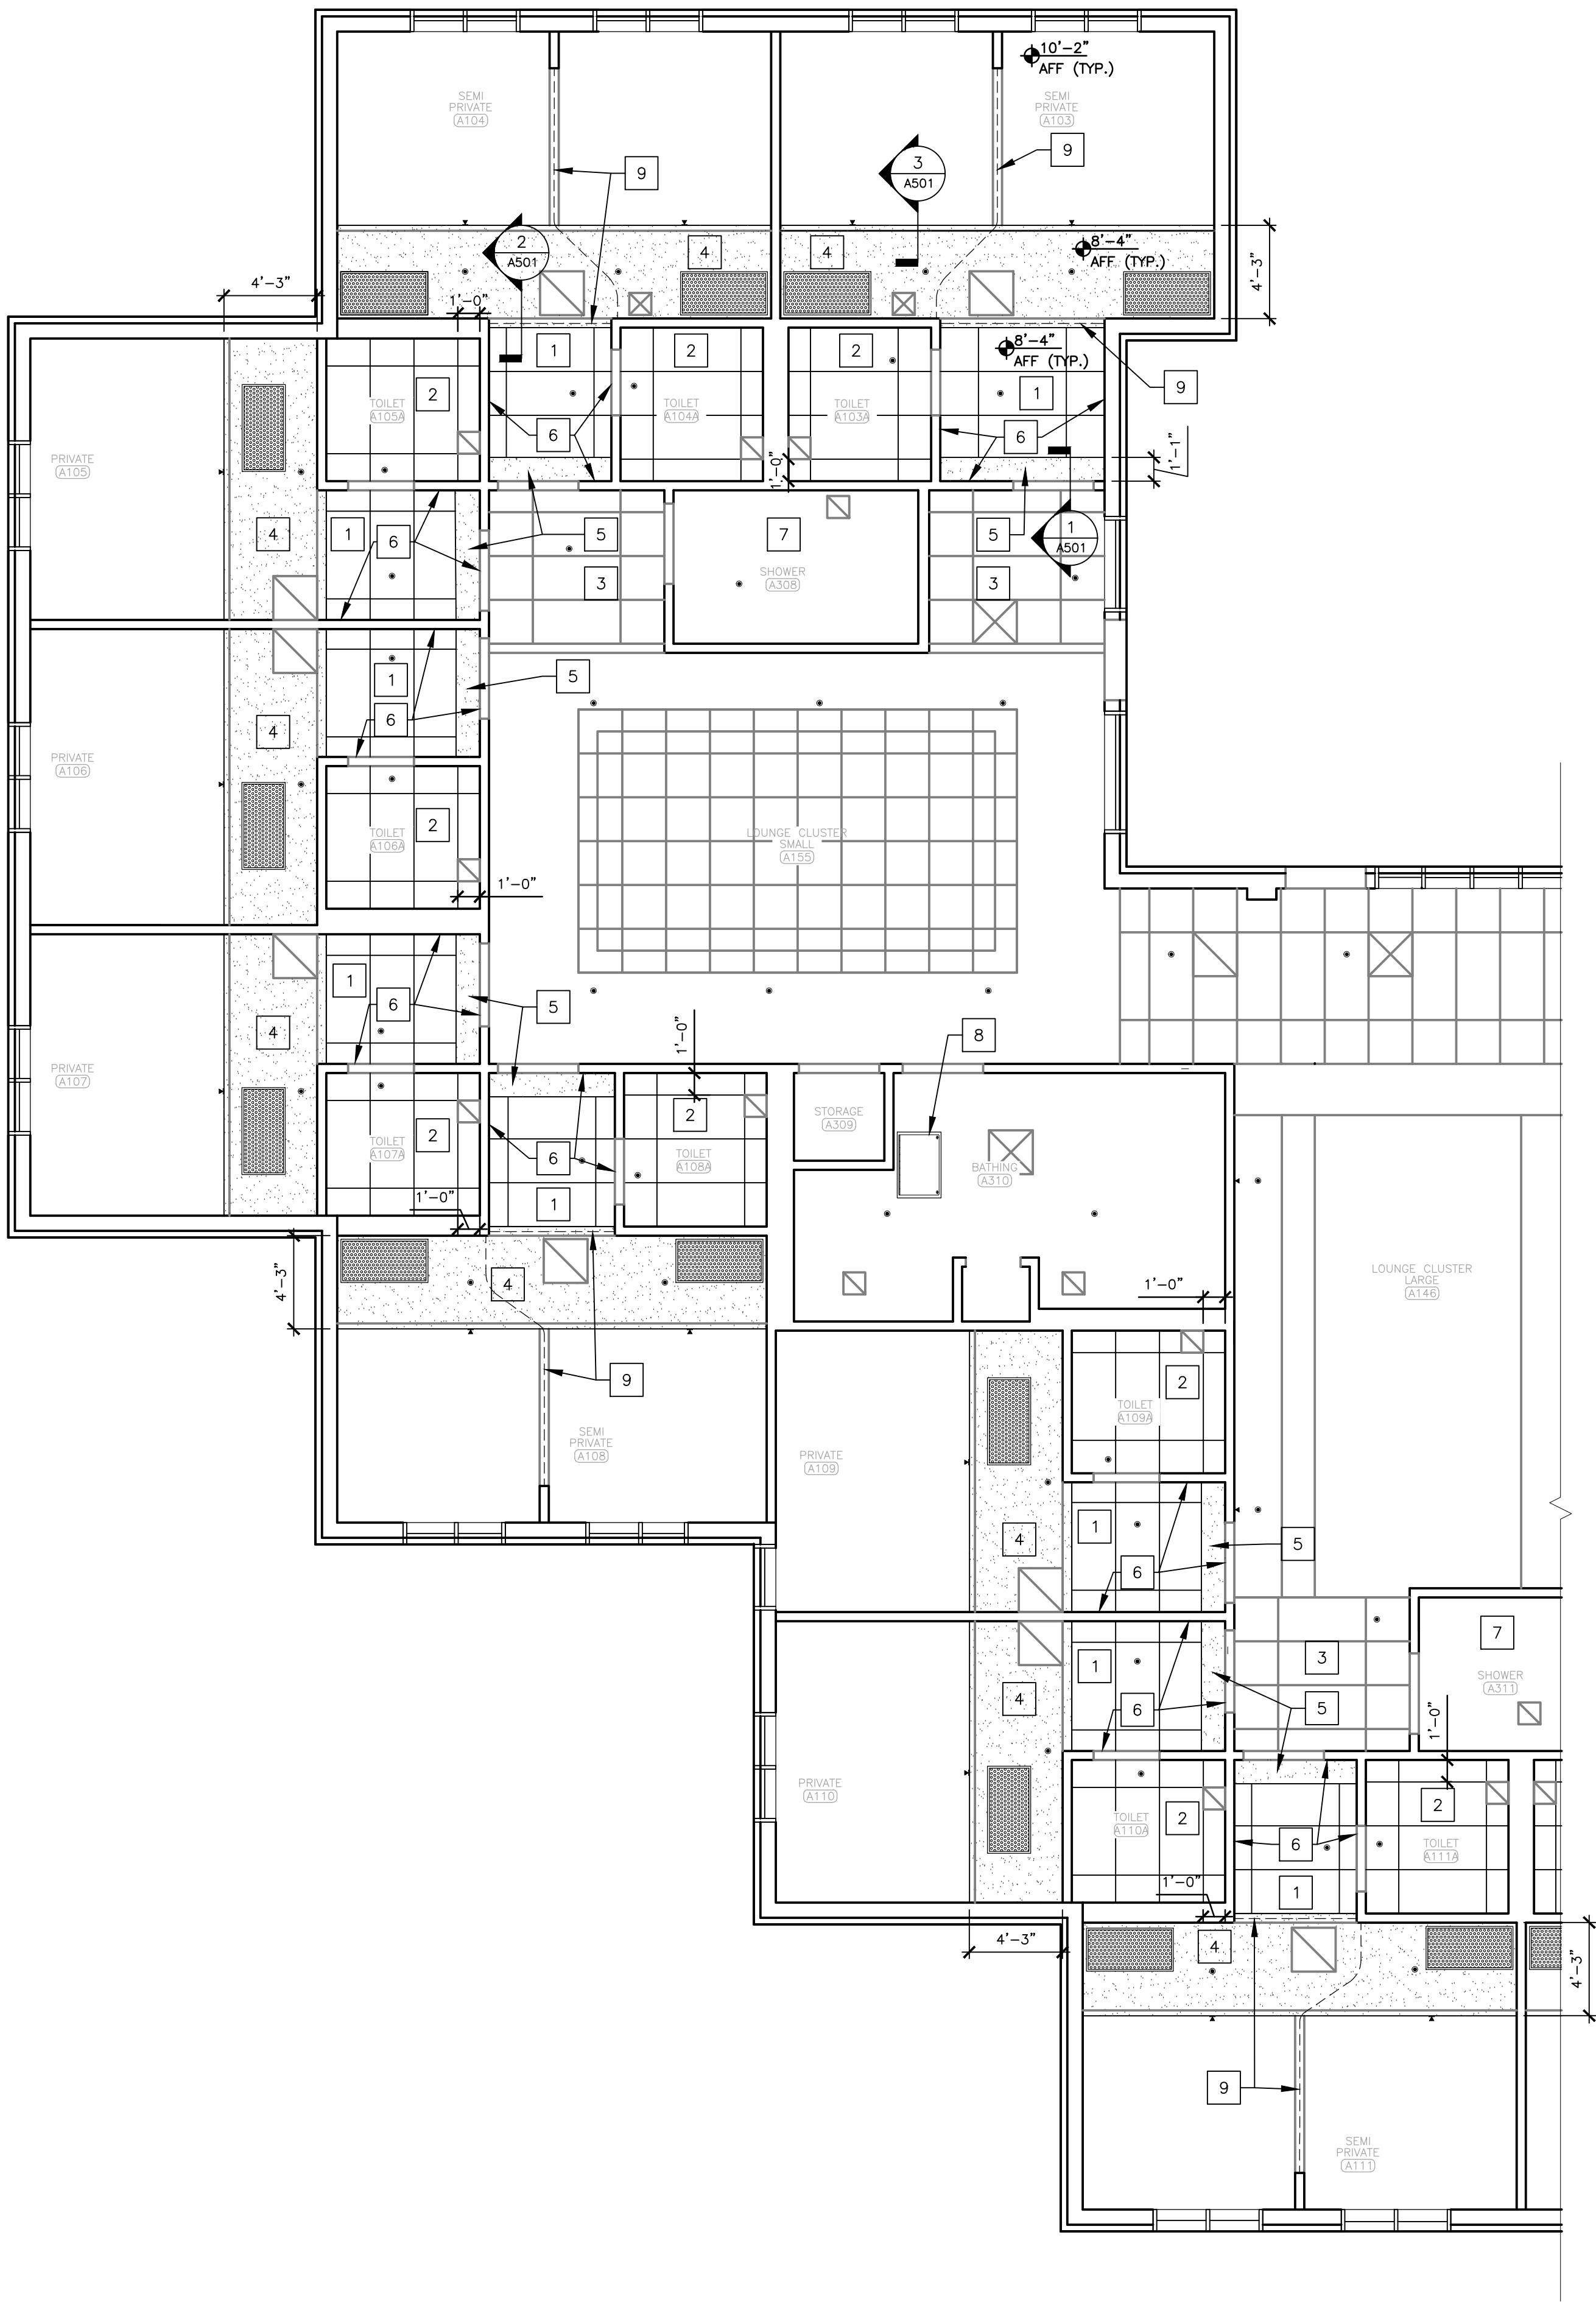 10'-2"
AFF (TYP.)
SEMI
PRIVATE
A104
SEMI
PRIVATE
A103
9
3
A501
9
2
A501
4
4
8'-4"
AFF (TYP.)
4'-3"
4'-3"
1'-0"
1
2
2
8'-4"
AFF (TYP.)
1
9
TOILET
A105A
2
TOILET
A104A
TOILET
A103A
6
6
1'-0"
1'-1"
PRIVATE
A105
4
1
6
5
7
5
1
A501
SHOWER
A308
3
3
5
1
6
4
PRIVATE
A106
TOILET
A106A
2
LOUNGE CLUSTER
SMALL
A155
1'-0"
1
6
5
4
1'-0"
8
PRIVATE
A107
2
STORAGE
A309
TOILET
A107A
2
6
TOILET
A108A
BATHING
A310
1'-0"
1
4'-3"
4
1'-0"
LOUNGE CLUSTER
LARGE
A146
9
2
TOILET
A109A
SEMI
PRIVATE
A108
PRIVATE
A109
4
1
5
6
7
1
3
SHOWER
A311
4
6
5
1'-0"
PRIVATE
A110
TOILET
A110A
2
2
6
TOILET
A111A
1'-0"
1
4'-3"
4
4'-3"
9
SEMI
PRIVATE
A111